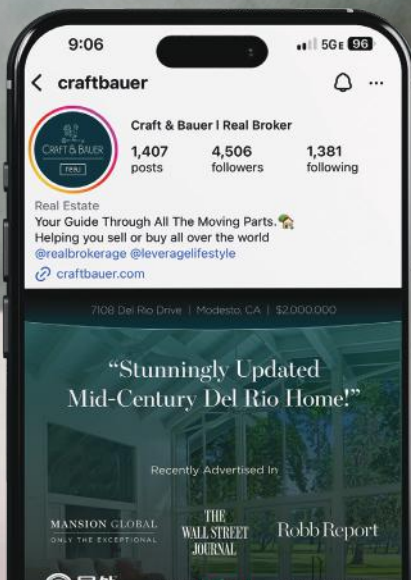 9:06
5GE 96
craftbauer
CRAFT & BAUER
real
Craft & Bauer | Real Broker
1,407 4,506 1,381
posts followers following
Real Estate
Your Guide Through All The Moving Parts.🏡
Helping you sell or buy all over the world
@realbrokerage @leveragelifestyle
craftbauer.com
7108 Del Rio Drive | Modesto, CA | $2,000,000
“Stunningly Updated
Mid-Century Del Rio Home!”
Recently Advertised In
MANSION GLOBAL
ONLY THE EXCEPTIONAL
THE
WALL STREET
JOURNAL
Robb Report